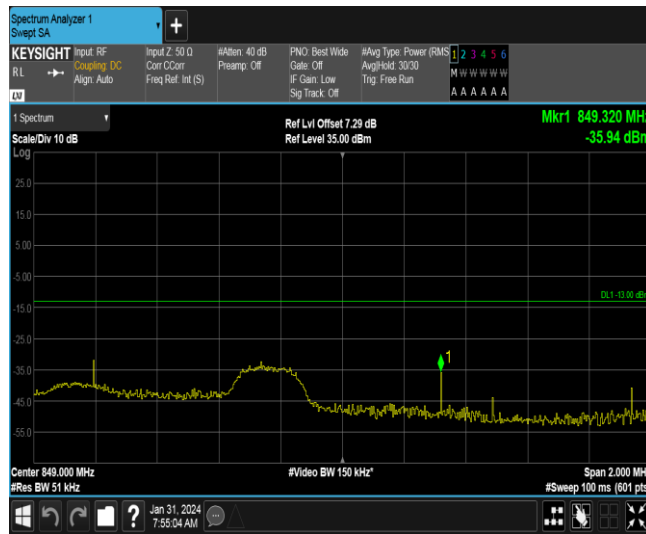 Spectrum Analyzer 1
Swept SA
+
KEYSIGHT
RL
LXI
Input: RF
Coupling: DC
Align: Auto
Input Z: 50 Ω
Corr CCorr
Freq Ref: Int (S)
#Atten: 40 dB
Preamp: Off
PNO: Best Wide
Gate: Off
IF Gain: Low
Sig Track: Off
#Avg Type: Power (RMS
Avg|Hold: 30/30
Trig: Free Run
1 2 3 4 5 6
M W W W W W
A A A A A A
1 Spectrum
Scale/Div 10 dB
Log
Ref Lvl Offset 7.29 dB
Ref Level 35.00 dBm
Mkr1 849.320 MHz
-35.94 dBm
25.0
15.0
5.00
-5.00
-15.0
-25.0
-35.0
-45.0
-55.0
DL1 -13.00 dBm
1
Center 849.000 MHz
#Res BW 51 kHz
#Video BW 150 kHz*
Span 2.000 MH
#Sweep 100 ms (601 pts
?
Jan 31, 2024
7:55:04 AM